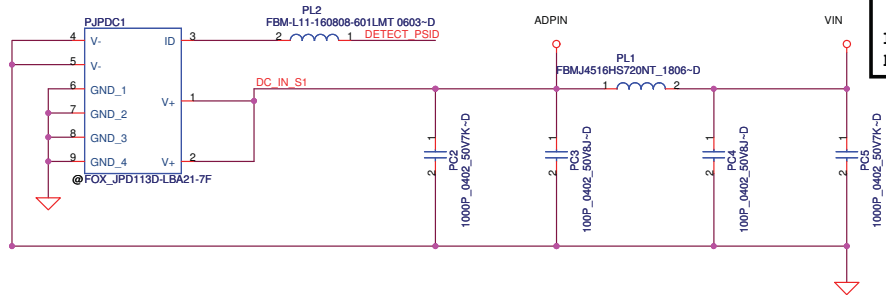 PJPDC1
PL2
FBM-L11-160808-601LMT 0603~D
ADPIN
VIN
4 V- ID 3 2 1 DETECT_PSID
5 V-
PL1
FBMJ4516HS720NT_1806~D
6 GND_1
DC_IN_S1
1 2
V+ 1
7 GND_2
8 GND_3
9 GND_4 V+ 2
@FOX_JPD113D-LBA21-7F
1 2
PC2
1000P_0402_50V7K~D
1 2
PC3
100P_0402_50V8J~D
1 2
PC4
100P_0402_50V8J~D
1 2
PC5
1000P_0402_50V7K~D